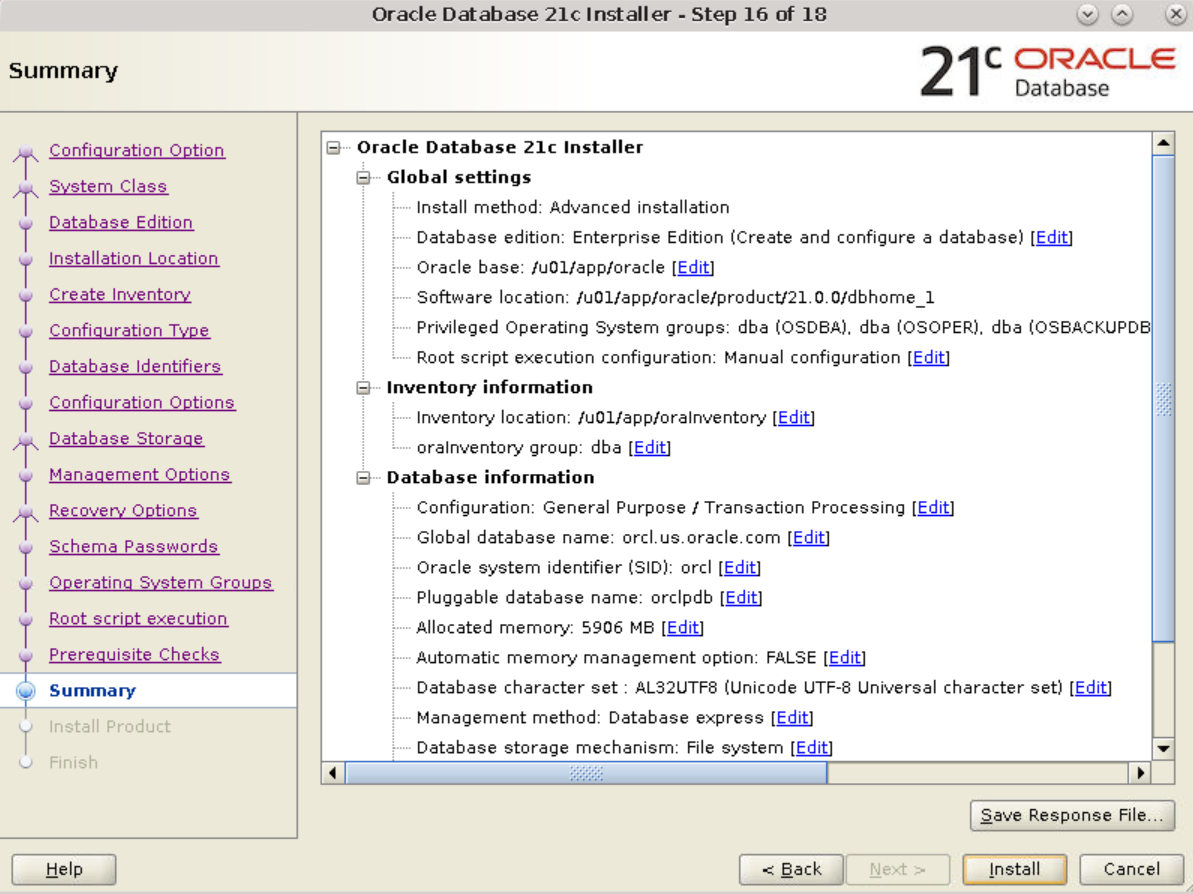 Oracle Database 21c Installer - Step 16 of 18
Summary
21c ORACLE
Database
Configuration Option
System Class
Database Edition
Installation Location
Create Inventory
Configuration Type
Database Identifiers
Configuration Options
Database Storage
Management Options
Recovery Options
Schema Passwords
Operating System Groups
Root script execution
Prerequisite Checks
Summary
Install Product
Finish
Oracle Database 21c Installer
Global settings
Install method: Advanced installation
Database edition: Enterprise Edition (Create and configure a database) [Edit]
Oracle base: /u01/app/oracle [Edit]
Software location: /u01/app/oracle/product/21.0.0/dbhome_1
Privileged Operating System groups: dba (OSDBA), dba (OSOPER), dba (OSBACKUPDB
Root script execution configuration: Manual configuration [Edit]
Inventory information
Inventory location: /u01/app/oraInventory [Edit]
oraInventory group: dba [Edit]
Database information
Configuration: General Purpose / Transaction Processing [Edit]
Global database name: orcl.us.oracle.com [Edit]
Oracle system identifier (SID): orcl [Edit]
Pluggable database name: orclpdb [Edit]
Allocated memory: 5906 MB [Edit]
Automatic memory management option: FALSE [Edit]
Database character set : AL32UTF8 (Unicode UTF-8 Universal character set) [Edit]
Management method: Database express [Edit]
Database storage mechanism: File system [Edit]
Save Response File...
Help
< Back
Next >
Install
Cancel